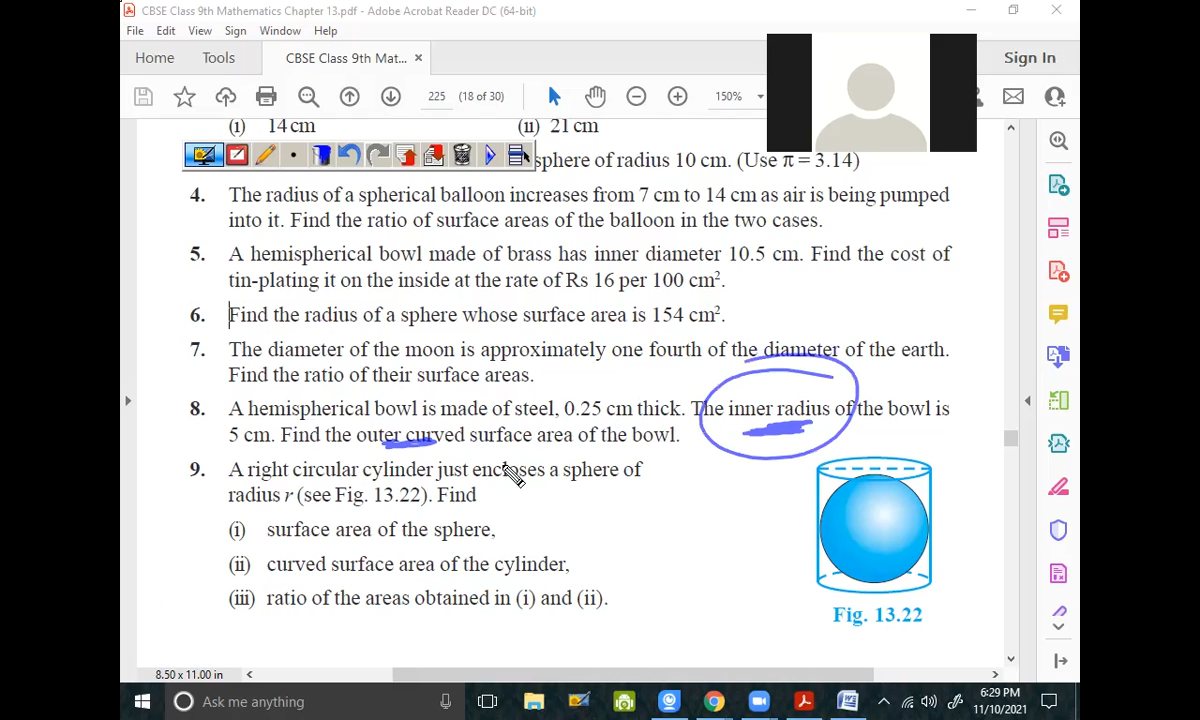 CBSE Class 9th Mathematics Chapter 13.pdf - Adobe Acrobat Reader DC (64-bit)
File Edit View Sign Window Help
Home Tools CBSE Class 9th Mat... × Sign In
225 (18 of 30) 150%
(i) 14 cm (ii) 21 cm
sphere of radius 10 cm. (Use π = 3.14)
4. The radius of a spherical balloon increases from 7 cm to 14 cm as air is being pumped
into it. Find the ratio of surface areas of the balloon in the two cases.
5. A hemispherical bowl made of brass has inner diameter 10.5 cm. Find the cost of
tin-plating it on the inside at the rate of Rs 16 per 100 cm².
6. Find the radius of a sphere whose surface area is 154 cm².
7. The diameter of the moon is approximately one fourth of the diameter of the earth.
Find the ratio of their surface areas.
8. A hemispherical bowl is made of steel, 0.25 cm thick. The inner radius of the bowl is
5 cm. Find the outer curved surface area of the bowl.
9. A right circular cylinder just encloses a sphere of
radius r (see Fig. 13.22). Find
(i) surface area of the sphere,
(ii) curved surface area of the cylinder,
(iii) ratio of the areas obtained in (i) and (ii).
Fig. 13.22
8.50 x 11.00 in
Ask me anything
6:29 PM
11/10/2021